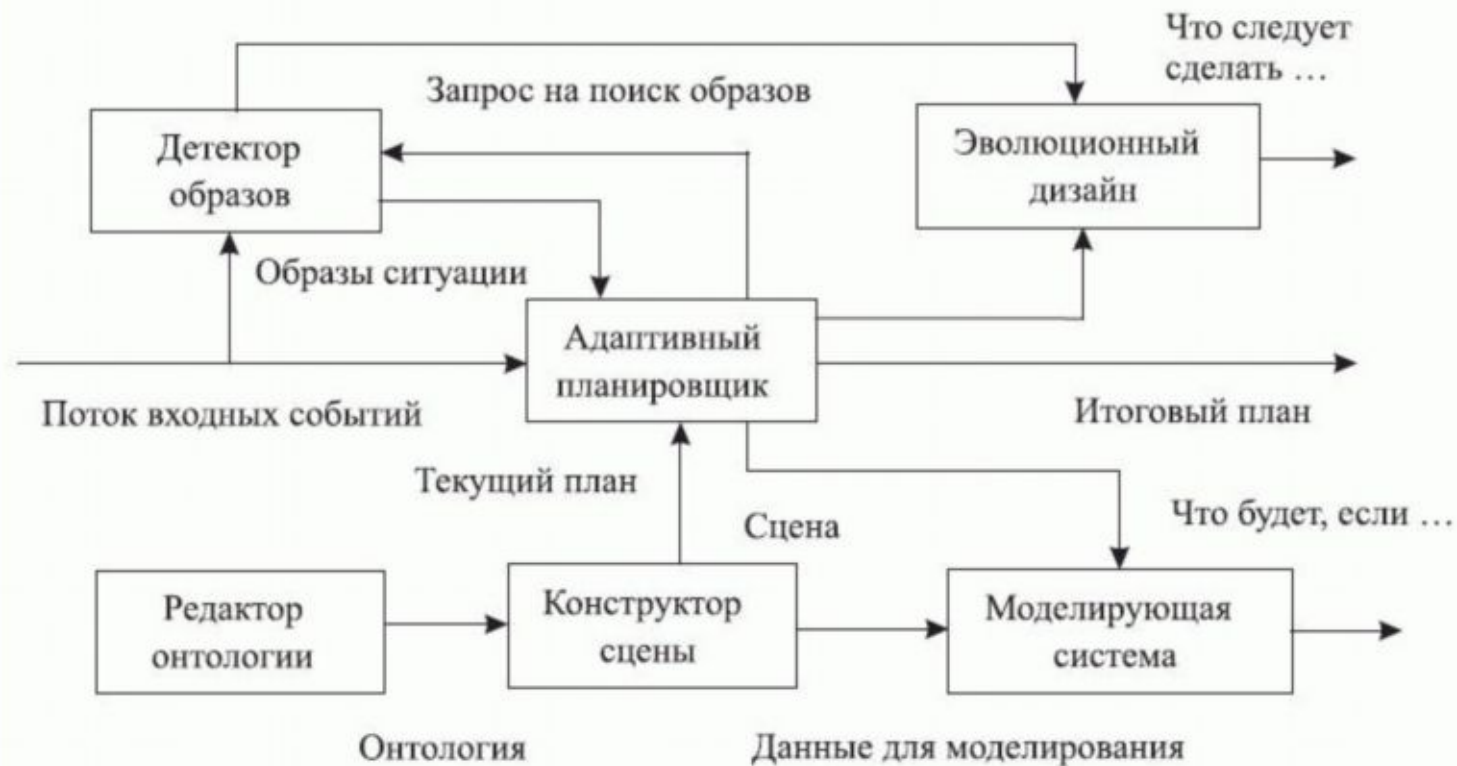 Что следует
сделать ...
Запрос на поиск образов
Детектор
образов
Эволюционный
дизайн
Образы ситуации
Адаптивный
планировщик
Поток входных событий
Итоговый план
Текущий план
Сцена
Что будет, если ...
Редактор
онтологии
Конструктор
сцены
Моделирующая
система
Онтология
Данные для моделирования